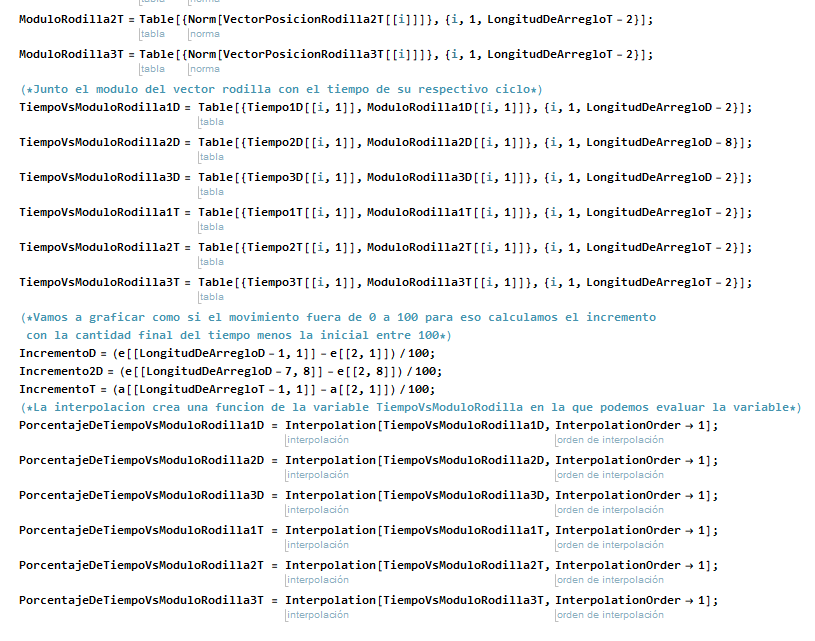 ModuloRodilla2T = Table[{Norm[VectorPosicionRodilla2T[[i]]]}, {i, 1, LongitudDeArregloT - 2}];
tabla norma
ModuloRodilla3T = Table[{Norm[VectorPosicionRodilla3T[[i]]]}, {i, 1, LongitudDeArregloT - 2}];
tabla norma
(*Junto el modulo del vector rodilla con el tiempo de su respectivo ciclo*)
TiempoVsModuloRodilla1D = Table[{Tiempo1D[[i, 1]], ModuloRodilla1D[[i, 1]]}, {i, 1, LongitudDeArregloD - 2}];
tabla
TiempoVsModuloRodilla2D = Table[{Tiempo2D[[i, 1]], ModuloRodilla2D[[i, 1]]}, {i, 1, LongitudDeArregloD - 8}];
tabla
TiempoVsModuloRodilla3D = Table[{Tiempo3D[[i, 1]], ModuloRodilla3D[[i, 1]]}, {i, 1, LongitudDeArregloD - 2}];
tabla
TiempoVsModuloRodilla1T = Table[{Tiempo1T[[i, 1]], ModuloRodilla1T[[i, 1]]}, {i, 1, LongitudDeArregloT - 2}];
tabla
TiempoVsModuloRodilla2T = Table[{Tiempo2T[[i, 1]], ModuloRodilla2T[[i, 1]]}, {i, 1, LongitudDeArregloT - 2}];
tabla
TiempoVsModuloRodilla3T = Table[{Tiempo3T[[i, 1]], ModuloRodilla3T[[i, 1]]}, {i, 1, LongitudDeArregloT - 2}];
tabla
(*Vamos a graficar como si el movimiento fuera de 0 a 100 para eso calculamos el incremento
con la cantidad final del tiempo menos la inicial entre 100*)
IncrementoD = (e[[LongitudDeArregloD - 1, 1]] - e[[2, 1]]) / 100;
Incremento2D = (e[[LongitudDeArregloD - 7, 8]] - e[[2, 8]]) / 100;
IncrementoT = (a[[LongitudDeArregloT - 1, 1]] - a[[2, 1]]) / 100;
(*La interpolacion crea una funcion de la variable TiempoVsModuloRodilla en la que podemos evaluar la variable*)
PorcentajeDeTiempoVsModuloRodilla1D = Interpolation[TiempoVsModuloRodilla1D, InterpolationOrder → 1];
interpolación orden de interpolación
PorcentajeDeTiempoVsModuloRodilla2D = Interpolation[TiempoVsModuloRodilla2D, InterpolationOrder → 1];
interpolación orden de interpolación
PorcentajeDeTiempoVsModuloRodilla3D = Interpolation[TiempoVsModuloRodilla3D, InterpolationOrder → 1];
interpolación orden de interpolación
PorcentajeDeTiempoVsModuloRodilla1T = Interpolation[TiempoVsModuloRodilla1T, InterpolationOrder → 1];
interpolación orden de interpolación
PorcentajeDeTiempoVsModuloRodilla2T = Interpolation[TiempoVsModuloRodilla2T, InterpolationOrder → 1];
interpolación orden de interpolación
PorcentajeDeTiempoVsModuloRodilla3T = Interpolation[TiempoVsModuloRodilla3T, InterpolationOrder → 1];
interpolación orden de interpolación